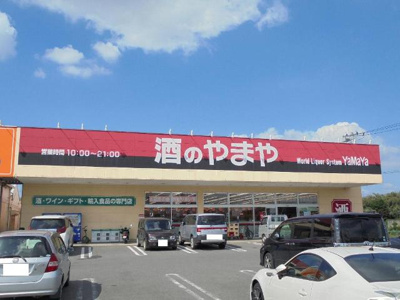 酒のやまや
営業時間 10:00〜21:00
World Liquor System YaMaYa
酒・ワイン・ギフト・輸入食品の専門店